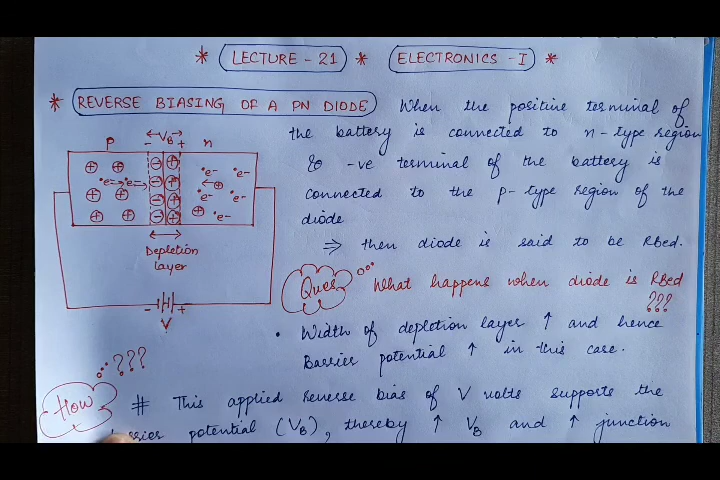 * LECTURE - 21 * ELECTRONICS - I *
* REVERSE BIASING OF A PN DIODE When the positive terminal of
the battery is connected to n-type region
& -ve terminal of the battery is
connected to the p-type region of the
diode
⇒ then diode is said to be RBed.
P - VB + n
e- e- e- e- e- e- e-
Depletion
layer
- +
V
Ques What happens when diode is RBed
???
• Width of depletion layer ↑ and hence
Barrier potential ↑ in this case.
???
How # This applied reverse bias of V volts supports the
potential (VB), thereby ↑ VB and ↑ junction